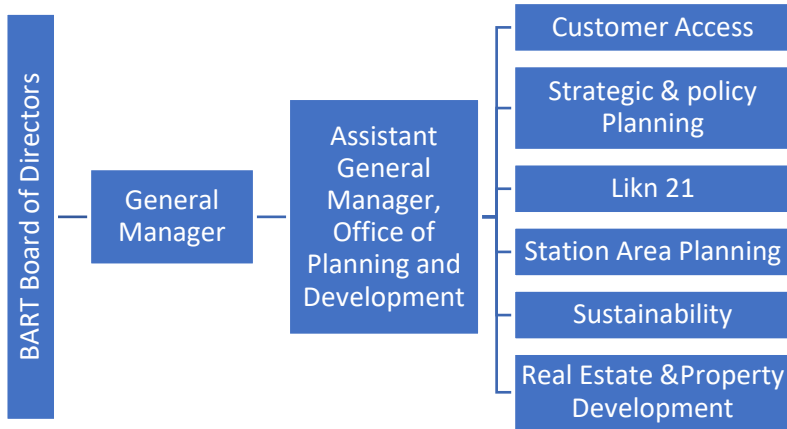 BART Board of Directors
General
Manager
Assistant
General
Manager,
Office of
Planning and
Development
Customer Access
Strategic & policy
Planning
Likn 21
Station Area Planning
Sustainability
Real Estate &Property
Development